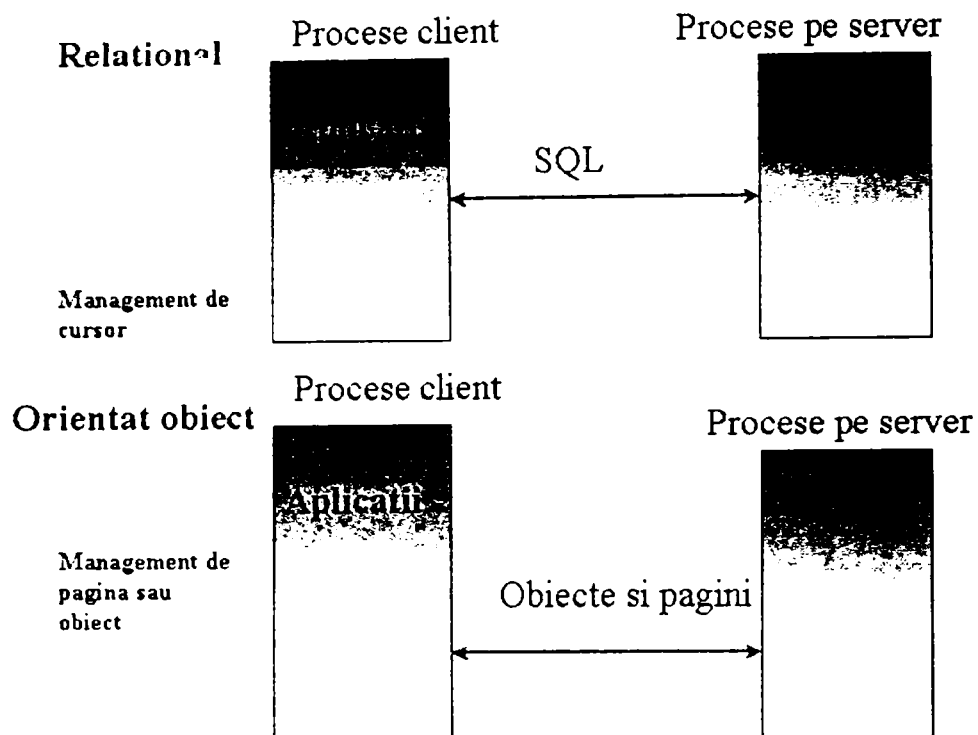 Relational
Procese client
Procese pe server
SQL
Management de
cursor
Procese client
Orientat obiect
Procese pe server
Aplicatii
Management de
pagina sau
obiect
Obiecte si pagini